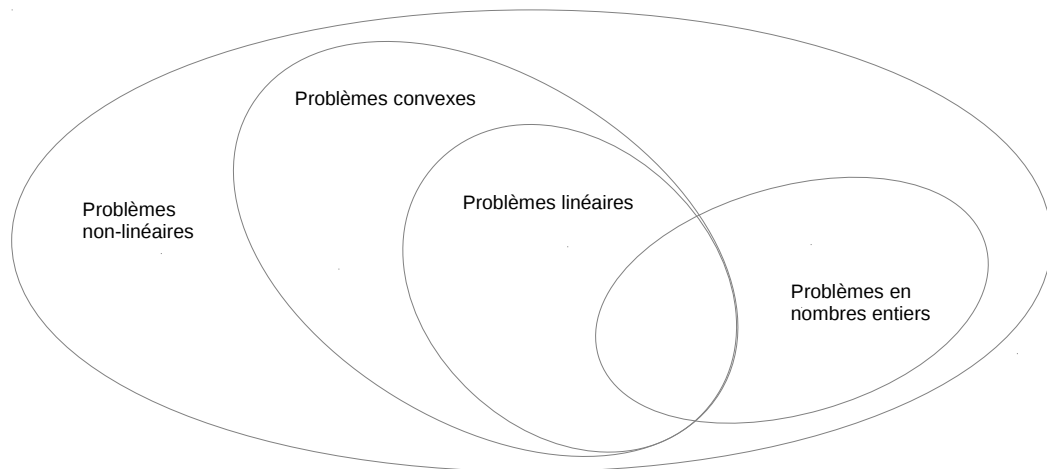 Problèmes convexes
Problèmes linéaires
Problèmes
non-linéaires
Problèmes en
nombres entiers